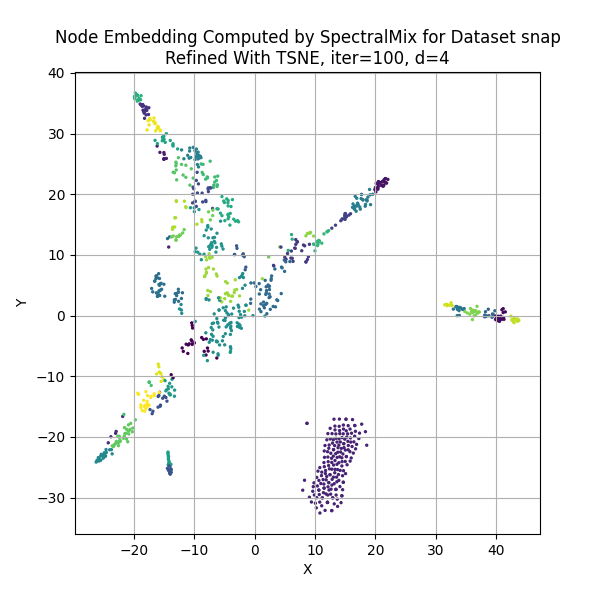 Node Embedding Computed by SpectralMix for Dataset snap
Refined With TSNE, iter=100, d=4
40
30
20
10
0
−10
−20
−30
Y
−20 −10 0 10 20 30 40
X